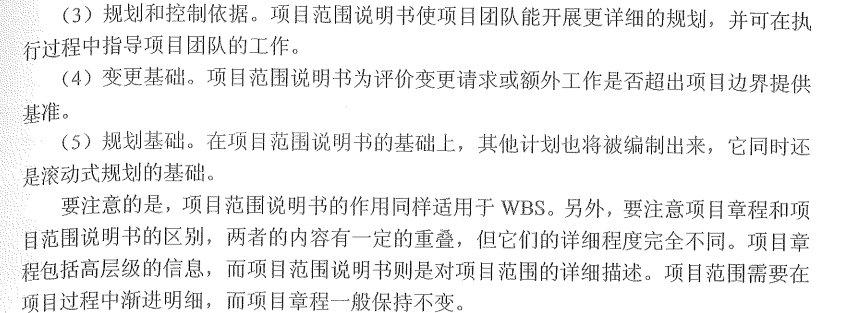 （3）规划和控制依据。项目范围说明书使项目团队能开展更详细的规划，并可在执
行过程中指导项目团队的工作。
（4）变更基础。项目范围说明书为评价变更请求或额外工作是否超出项目边界提供
基准。
（5）规划基础。在项目范围说明书的基础上，其他计划也将被编制出来，它同时还
是滚动式规划的基础。
要注意的是，项目范围说明书的作用同样适用于 WBS。另外，要注意项目章程和项
目范围说明书的区别，两者的内容有一定的重叠，但它们的详细程度完全不同。项目章
程包括高层级的信息，而项目范围说明书则是对项目范围的详细描述。项目范围需要在
项目过程中渐进明细，而项目章程一般保持不变。